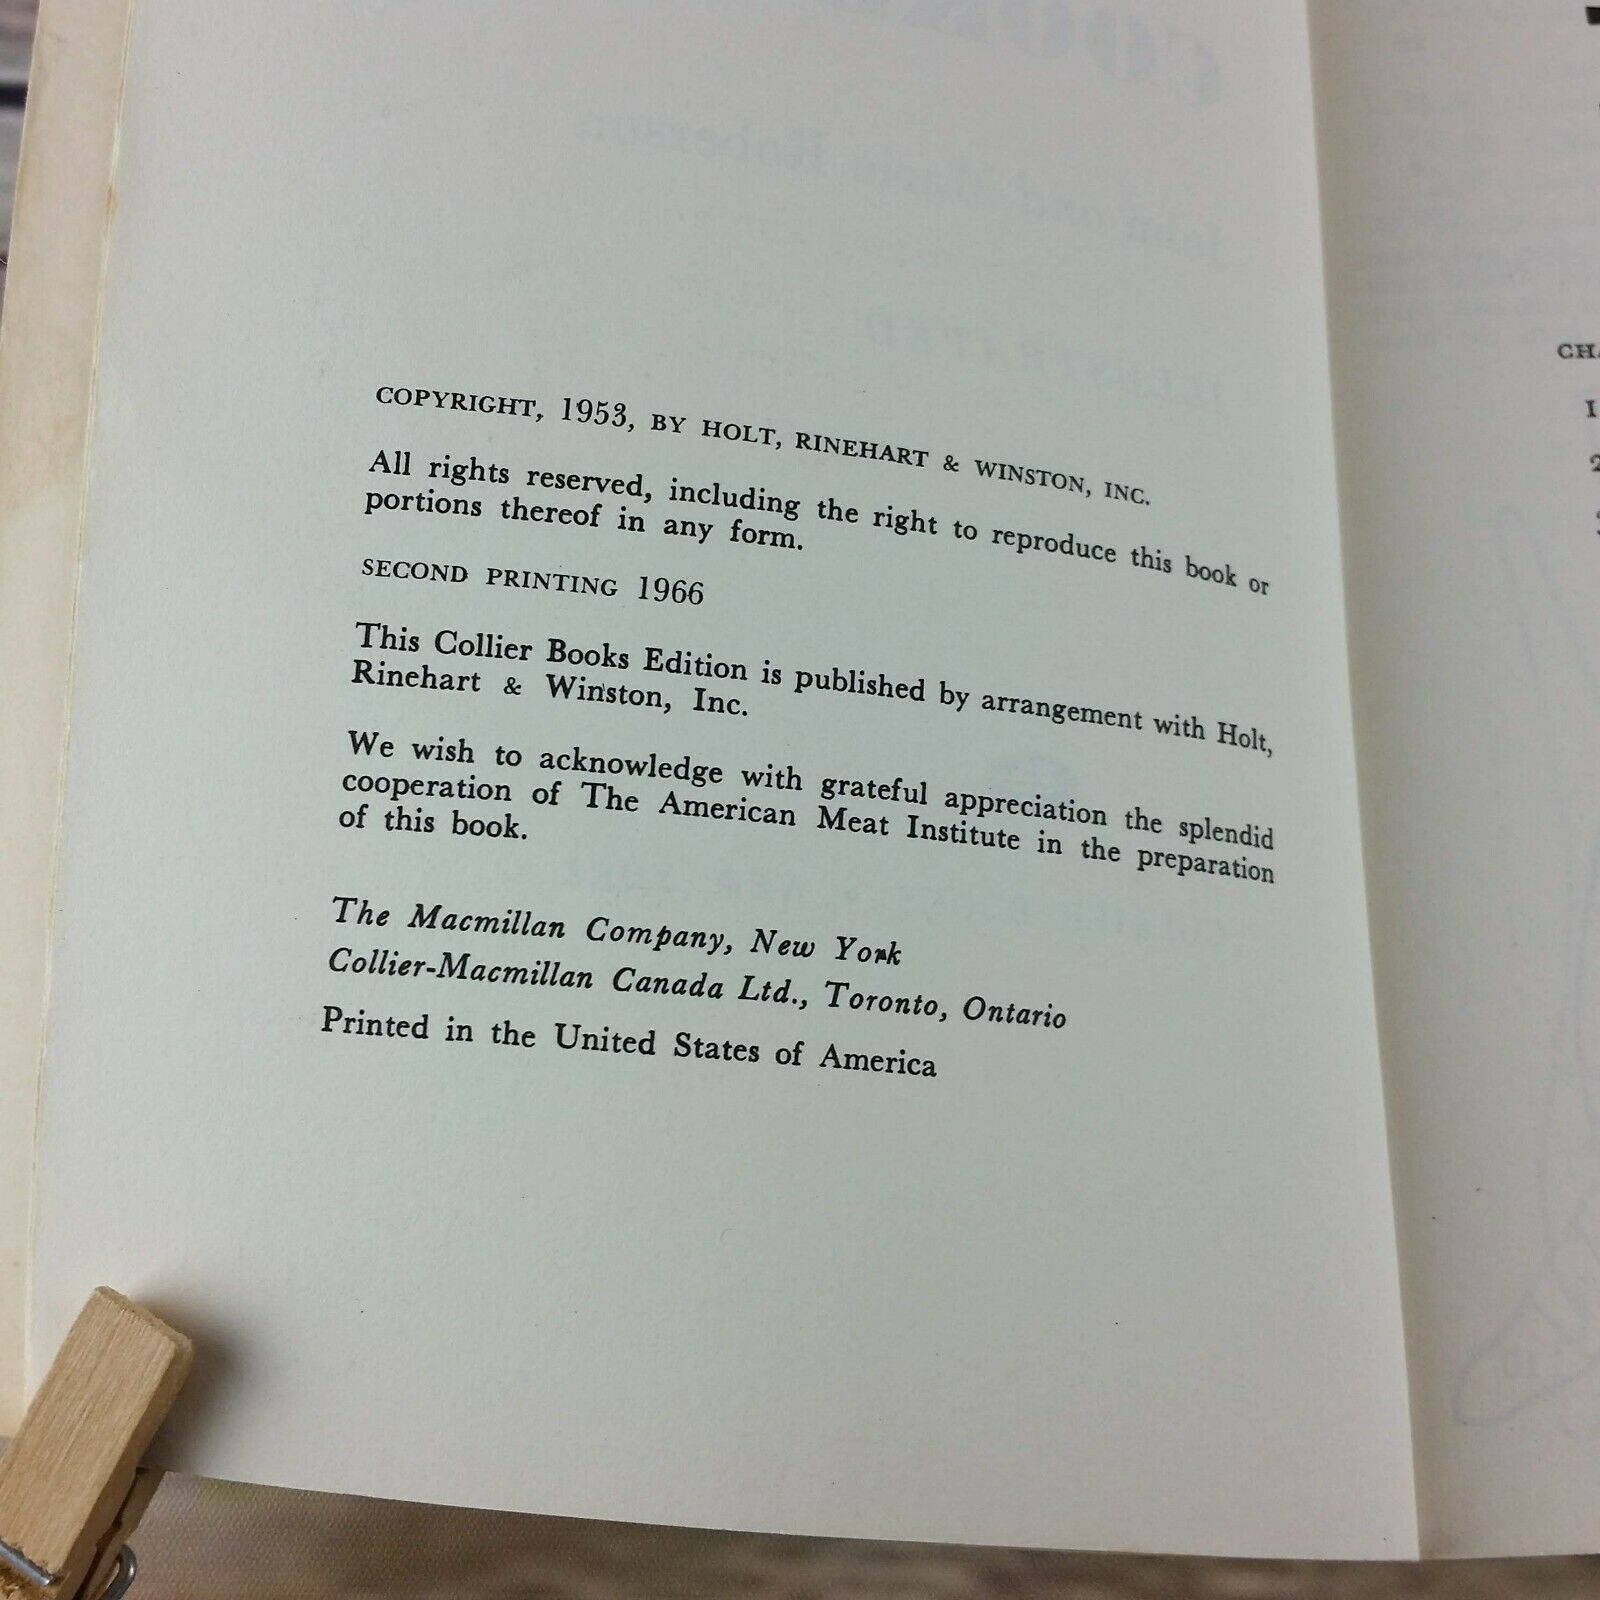 COPYRIGHT, 1953, BY HOLT, RINEHART & WINSTON, INC.
All rights reserved, including the right to reproduce this book or
portions thereof in any form.
SECOND PRINTING 1966
This Collier Books Edition is published by arrangement with Holt,
Rinehart & Winston, Inc.
We wish to acknowledge with grateful appreciation the splendid
cooperation of The American Meat Institute in the preparation
of this book.
The Macmillan Company, New York
Collier-Macmillan Canada Ltd., Toronto, Ontario
Printed in the United States of America
CHA
1
2